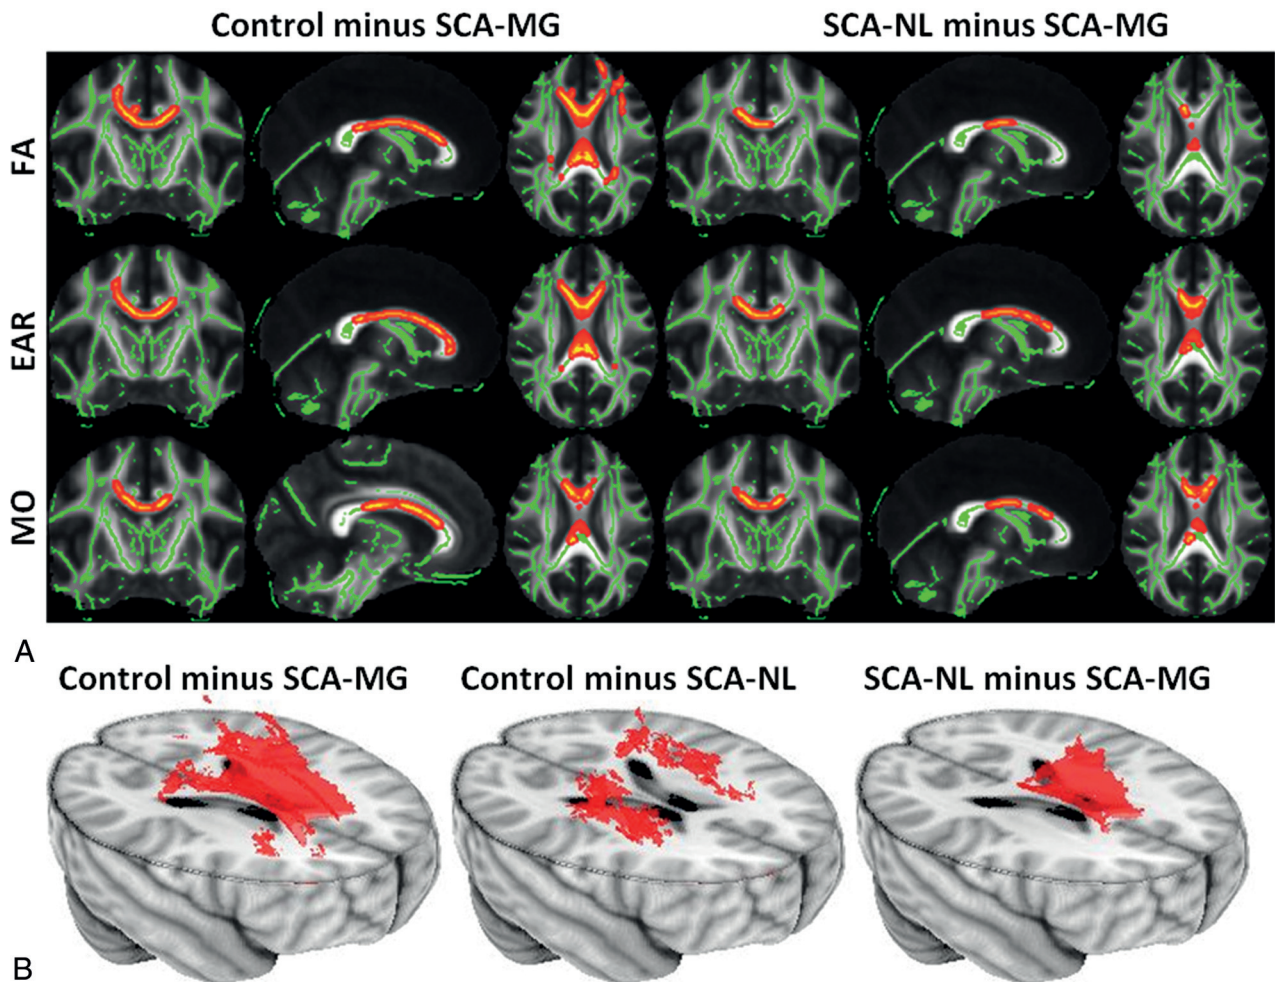 Control minus SCA-MG SCA-NL minus SCA-MG
FA
EAR
MO
A
Control minus SCA-MG Control minus SCA-NL SCA-NL minus SCA-MG
B